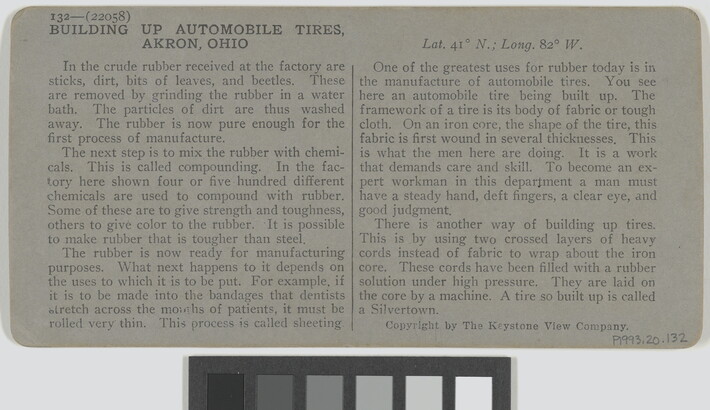 132—(22058)
BUILDING UP AUTOMOBILE TIRES,
AKRON, OHIO
In the crude rubber received at the factory are
sticks, dirt, bits of leaves, and beetles. These
are removed by grinding the rubber in a water
bath. The particles of dirt are thus washed
away. The rubber is now pure enough for the
first process of manufacture.
The next step is to mix the rubber with chemi-
cals. This is called compounding. In the fac-
tory here shown four or five hundred different
chemicals are used to compound with rubber.
Some of these are to give strength and toughness,
others to give color to the rubber. It is possible
to make rubber that is tougher than steel.
The rubber is now ready for manufacturing
purposes. What next happens to it depends on
the uses to which it is to be put. For example, if
it is to be made into the bandages that dentists
stretch across the mouths of patients, it must be
rolled very thin. This process is called sheeting
Lat. 41° N.; Long. 82° W.
One of the greatest uses for rubber today is in
the manufacture of automobile tires. You see
here an automobile tire being built up. The
framework of a tire is its body of fabric or tough
cloth. On an iron core, the shape of the tire, this
fabric is first wound in several thicknesses. This
is what the men here are doing. It is a work
that demands care and skill. To become an ex-
pert workman in this department a man must
have a steady hand, deft fingers, a clear eye, and
good judgment.
There is another way of building up tires.
This is by using two crossed layers of heavy
cords instead of fabric to wrap about the iron
core. These cords have been filled with a rubber
solution under high pressure. They are laid on
the core by a machine. A tire so built up is called
a Silvertown.
Copyright by The Keystone View Company.
P1993.20.132